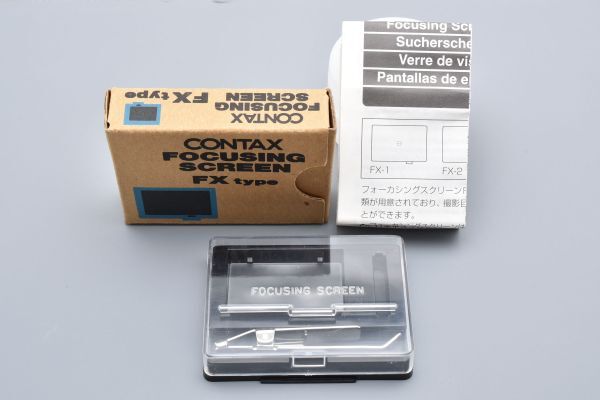 CONTAX
FOCUSING
SCREEN
FX type
CONTAX
FOCUSING
SCREEN
FX type
Focusing Sc
Suchersche
Verre de vis
Pantallas de e
FX-1
FX-2
フォーカシングスクリーンF
類が用意されており、撮影目
とができます。
FOCUSING SCREEN